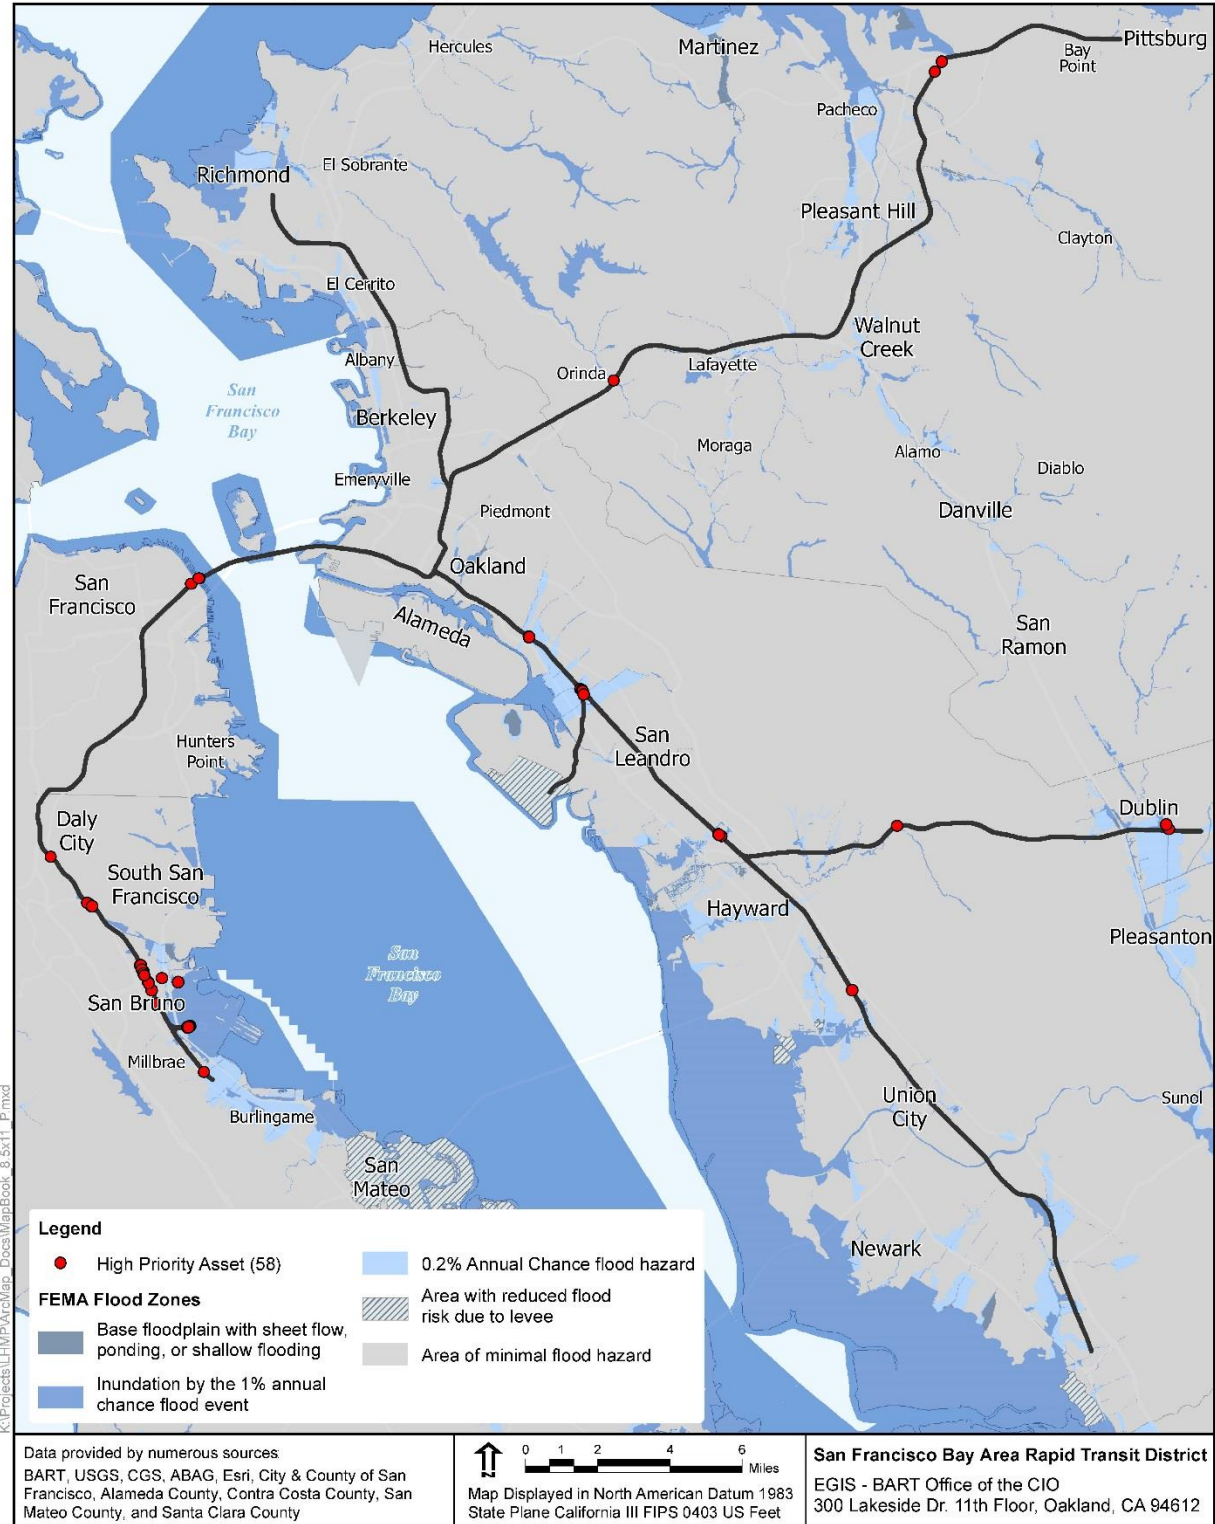 Hercules
Martinez
Pittsburg
Bay
Point
Pacheco
El Sobrante
Richmond
Pleasant Hill
Clayton
El Cerrito
Walnut
Creek
Albany
Orinda
Lafayette
San
Francisco
Bay
Berkeley
Moraga
Alamo
Diablo
Emeryville
Piedmont
Danville
Oakland
San
Francisco
Alameda
San
Ramon
Hunters
Point
San
Leandro
Daly
City
Dublin
South San
Francisco
Hayward
Pleasanton
San
Francisco
Bay
San Bruno
Millbrae
Burlingame
Union
City
Sunol
San
Mateo
Newark
Legend
High Priority Asset (58)
FEMA Flood Zones
Base floodplain with sheet flow,
ponding, or shallow flooding
Inundation by the 1% annual
chance flood event
0.2% Annual Chance flood hazard
Area with reduced flood
risk due to levee
Area of minimal flood hazard
K:\Projects\LHMP\ArcMap_Docs\MapBook_8.5x11_P.mxd
Data provided by numerous sources:
BART, USGS, CGS, ABAG, Esri, City & County of San
Francisco, Alameda County, Contra Costa County, San
Mateo County, and Santa Clara County
N
0 1 2 4 6
Miles
Map Displayed in North American Datum 1983
State Plane California III FIPS 0403 US Feet
San Francisco Bay Area Rapid Transit District
EGIS - BART Office of the CIO
300 Lakeside Dr. 11th Floor, Oakland, CA 94612